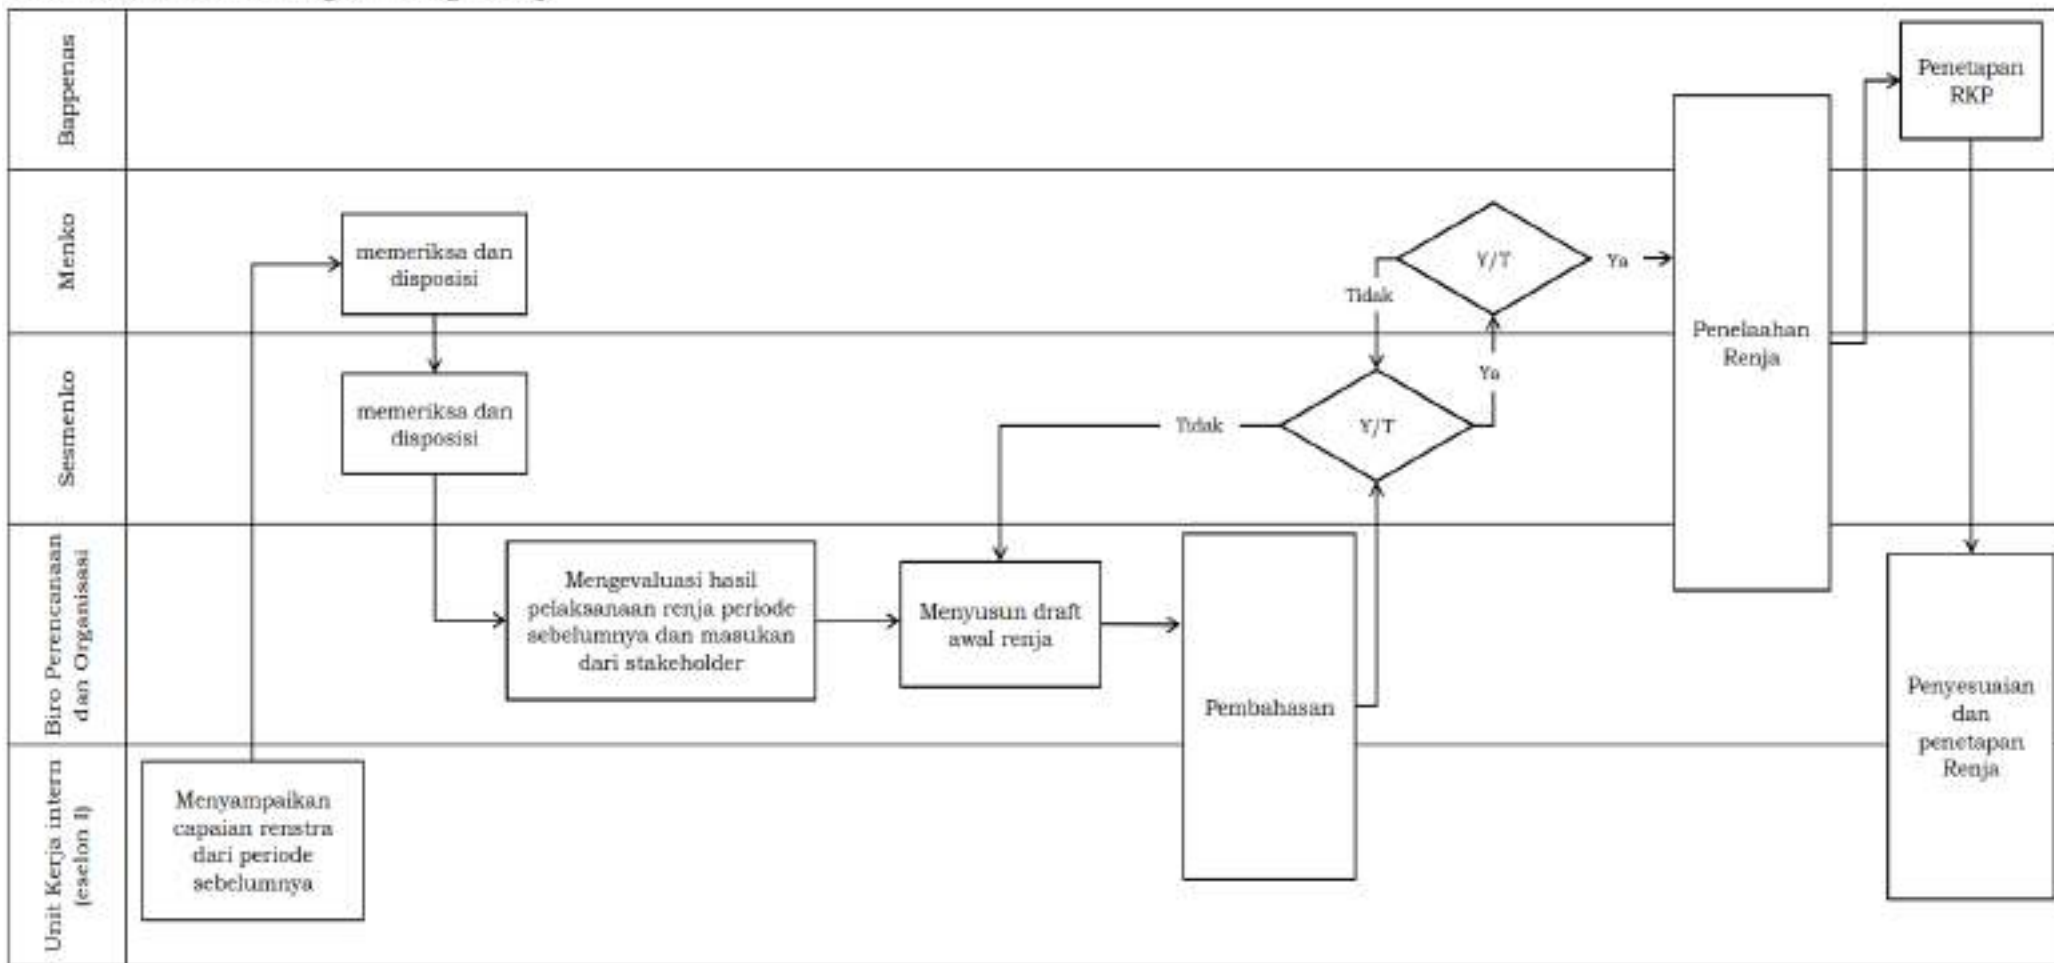 Bappenas
Penetapan
RKP
Menko
memeriksa dan
disposisi
Y/T
Ya
Tidak
Penelaahan
Renja
Sesmenko
memeriksa dan
disposisi
Ya
Tidak
Y/T
Biro Perencanaan
dan Organisasi
Mengevaluasi hasil
pelaksanaan renja periode
sebelumnya dan masukan
dari stakeholder
Menyusun draft
awal renja
Pembahasan
Penyesuaian
dan
penetapan
Renja
Unit Kerja intern
(eselon I)
Menyampaikan
capaian renstra
dari periode
sebelumnya